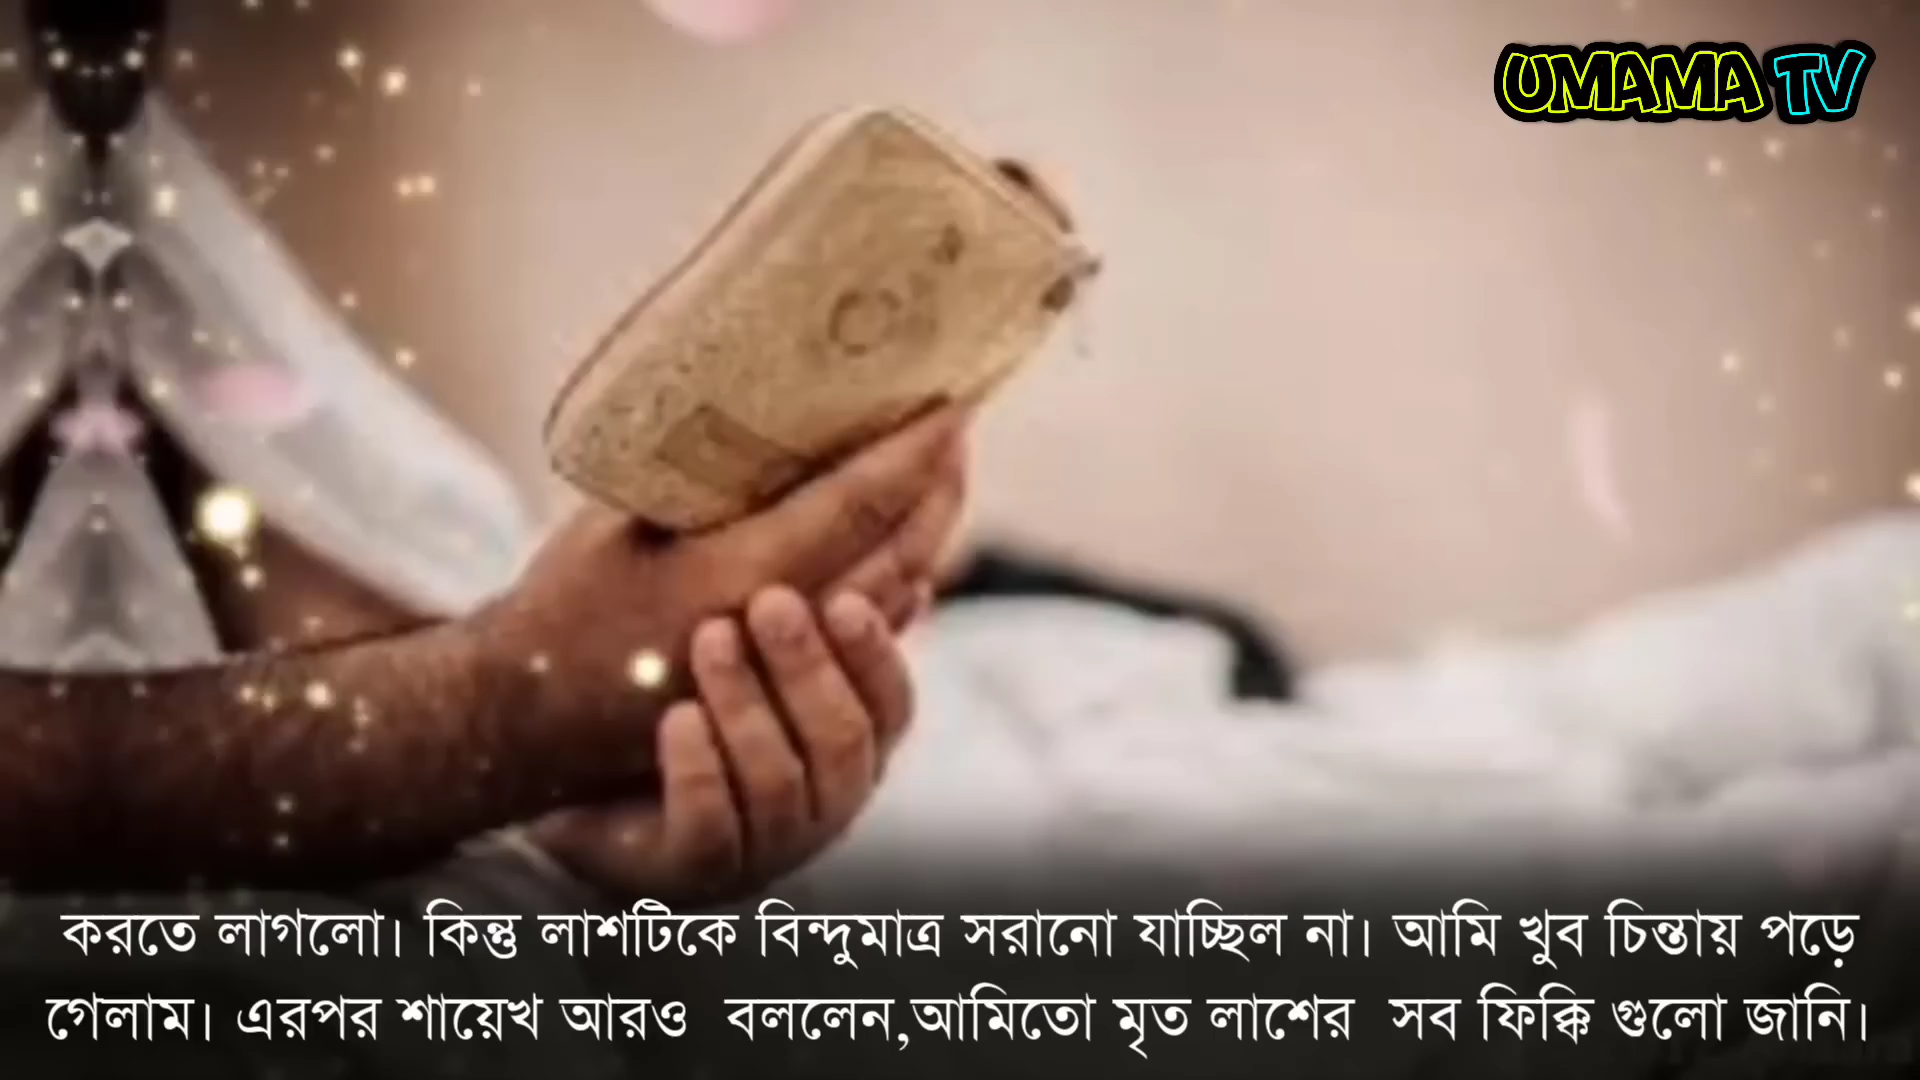 UMAMA TV
করতে লাগলো। কিন্তু লাশটিকে বিন্দুমাত্র সরানো যাচ্ছিল না। আমি খুব চিন্তায় পড়ে
গেলাম। এরপর শায়েখ আরও বললেন,আমিতো মৃত লাশের সব ফিক্কি গুলো জানি।